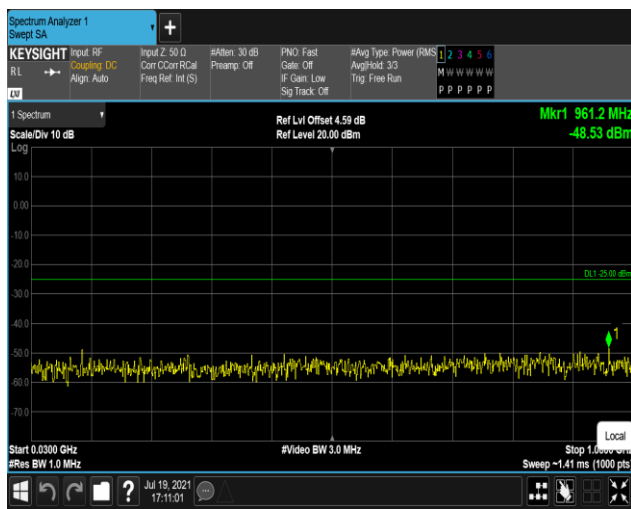 Spectrum Analyzer 1
Swept SA
+
KEYSIGHT
RL
LXI
Input: RF
Coupling: DC
Align: Auto
Input Z: 50 Ω
Corr CCorr RCal
Freq Ref: Int (S)
#Atten: 30 dB
Preamp: Off
PNO: Fast
Gate: Off
IF Gain: Low
Sig Track: Off
#Avg Type: Power (RMS
Avg|Hold: 3/3
Trig: Free Run
1 2 3 4 5 6
M W W W W W
P P P P P P
1 Spectrum
Scale/Div 10 dB
Log
Ref Lvl Offset 4.59 dB
Ref Level 20.00 dBm
Mkr1 961.2 MHz
-48.53 dBm
10.0
0.00
-10.0
-20.0
DL1 -25.00 dBm
-30.0
-40.0
1
-50.0
-60.0
-70.0
Local
Start 0.0300 GHz
#Res BW 1.0 MHz
#Video BW 3.0 MHz
Stop
Sweep ~1.41 ms (1000 pts)
?
Jul 19, 2021
17:11:01